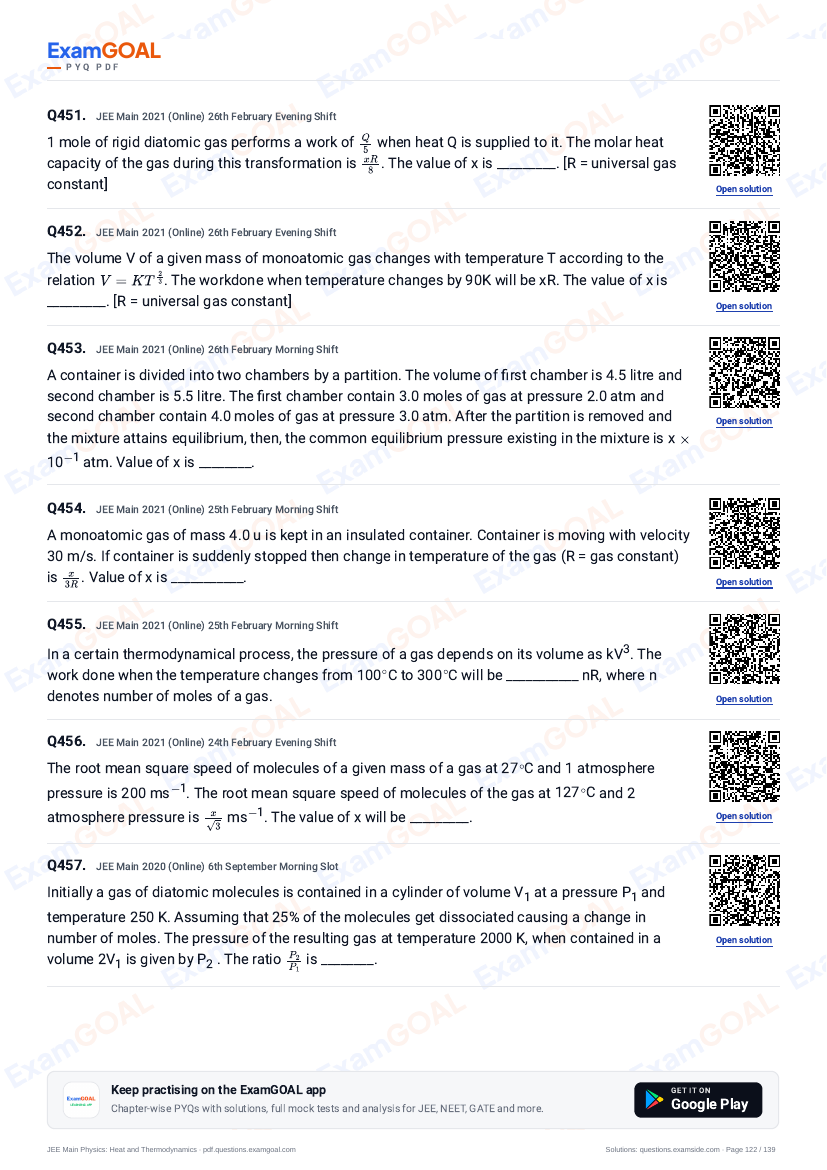 ExamGOAL
PYQ PDF
Q451. JEE Main 2021 (Online) 26th February Evening Shift
1 mole of rigid diatomic gas performs a work of $\frac{Q}{5}$ when heat Q is supplied to it. The molar heat
capacity of the gas during this transformation is $\frac{xR}{8}$. The value of x is ________. [R = universal gas
constant]
Open solution
Q452. JEE Main 2021 (Online) 26th February Evening Shift
The volume V of a given mass of monoatomic gas changes with temperature T according to the
relation $V = KT^{\frac{2}{3}}$. The workdone when temperature changes by 90K will be xR. The value of x is
________. [R = universal gas constant]
Open solution
Q453. JEE Main 2021 (Online) 26th February Morning Shift
A container is divided into two chambers by a partition. The volume of first chamber is 4.5 litre and
second chamber is 5.5 litre. The first chamber contain 3.0 moles of gas at pressure 2.0 atm and
second chamber contain 4.0 moles of gas at pressure 3.0 atm. After the partition is removed and
the mixture attains equilibrium, then, the common equilibrium pressure existing in the mixture is x ×
10⁻¹ atm. Value of x is ________.
Open solution
Q454. JEE Main 2021 (Online) 25th February Morning Shift
A monoatomic gas of mass 4.0 u is kept in an insulated container. Container is moving with velocity
30 m/s. If container is suddenly stopped then change in temperature of the gas (R = gas constant)
is $\frac{x}{3R}$. Value of x is ___________.
Open solution
Q455. JEE Main 2021 (Online) 25th February Morning Shift
In a certain thermodynamical process, the pressure of a gas depends on its volume as kV³. The
work done when the temperature changes from 100°C to 300°C will be ___________ nR, where n
denotes number of moles of a gas.
Open solution
Q456. JEE Main 2021 (Online) 24th February Evening Shift
The root mean square speed of molecules of a given mass of a gas at 27°C and 1 atmosphere
pressure is 200 ms⁻¹. The root mean square speed of molecules of the gas at 127°C and 2
atmosphere pressure is $\frac{x}{\sqrt{3}}$ ms⁻¹. The value of x will be _________.
Open solution
Q457. JEE Main 2020 (Online) 6th September Morning Slot
Initially a gas of diatomic molecules is contained in a cylinder of volume V₁ at a pressure P₁ and
temperature 250 K. Assuming that 25% of the molecules get dissociated causing a change in
number of moles. The pressure of the resulting gas at temperature 2000 K, when contained in a
volume 2V₁ is given by P₂ . The ratio $\frac{P_2}{P_1}$ is ________.
Open solution
ExamGOAL
Keep practising on the ExamGOAL app
Chapter-wise PYQs with solutions, full mock tests and analysis for JEE, NEET, GATE and more.
GET IT ON
Google Play
JEE Main Physics: Heat and Thermodynamics · pdf.questions.examgoal.com
Solutions: questions.examside.com · Page 122 / 139